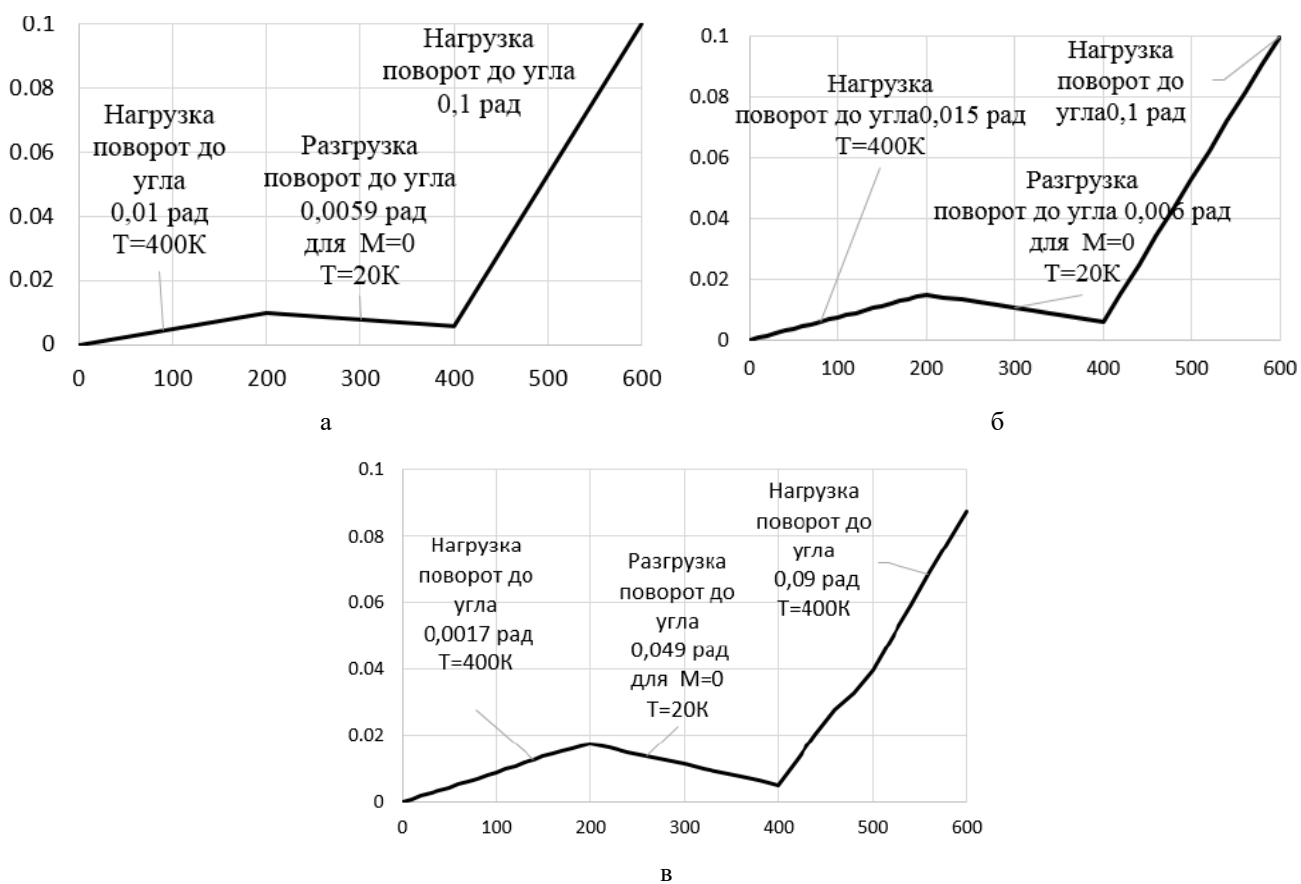 0.1
0.08
0.06
0.04
0.02
0
Нагрузка
поворот до
угла
0,01 рад
T=400K
Разгрузка
поворот до угла
0,0059 рад
для M=0
T=20K
Нагрузка
поворот до угла
0,1 рад
0 100 200 300 400 500 600
а
0.1
0.08
0.06
0.04
0.02
0
Нагрузка
поворот до угла0,015 рад
T=400K
Нагрузка
поворот до
угла0,1 рад
Разгрузка
поворот до угла 0,006 рад
для M=0
T=20K
0 100 200 300 400 500 600
б
0.1
0.08
0.06
0.04
0.02
0
Нагрузка
поворот до
угла
0,0017 рад
T=400K
Разгрузка
поворот до
угла
0,049 рад
для M=0
T=20K
Нагрузка
поворот до
угла
0,09 рад
T=400K
0 100 200 300 400 500 600
в